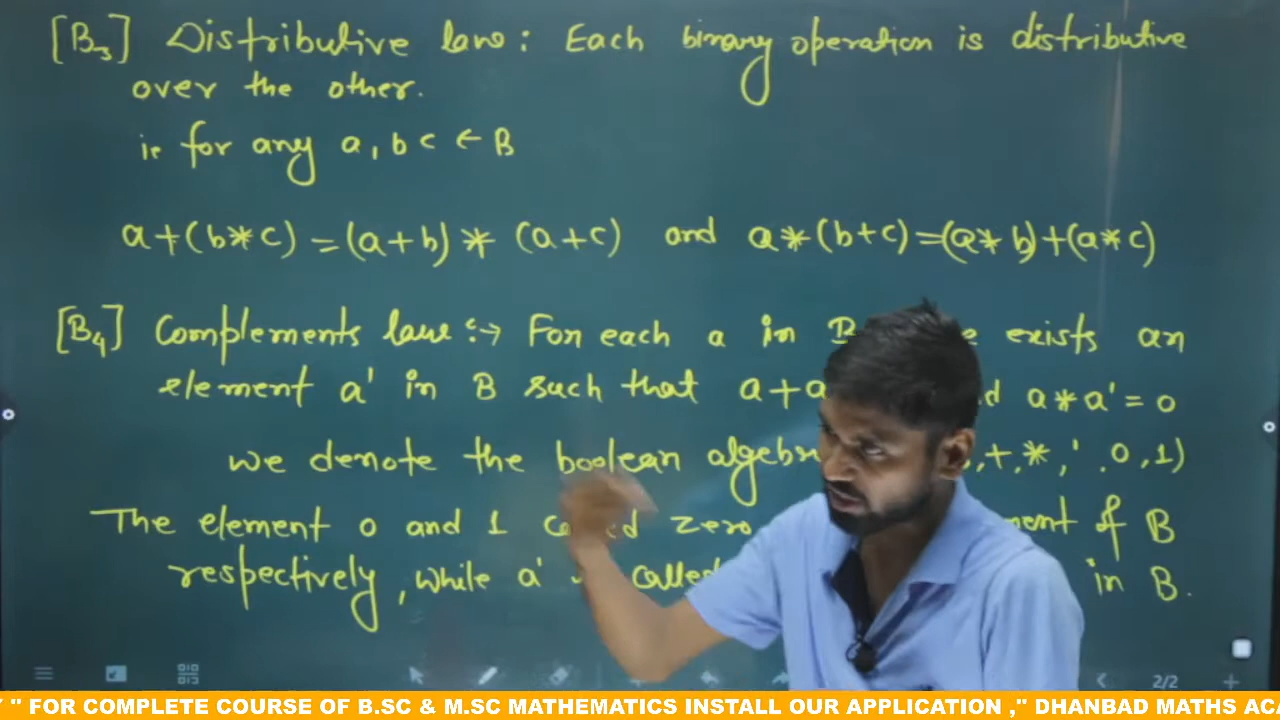 [B3] Distributive law : Each binary operation is distributive
over the other.
ie for any a, b c ∈ B
a+(b*c) = (a+b) * (a+c) and a*(b+c)=(a*b)+(a*c)
[B4] Complements law :→ For each a in B exists an
element a' in B such that a+a a*a' = 0
we denote the boolean ,+,*,' ,0,1)
The element 0 and 1 zero of B
respectively, while a' in B.
" FOR COMPLETE COURSE OF B.SC & M.SC MATHEMATICS INSTALL OUR APPLICATION ," DHANBAD MATHS
2/2